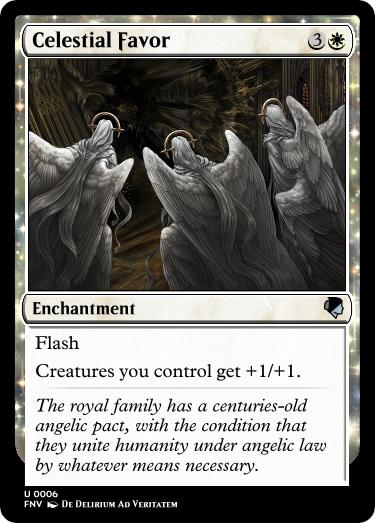 Celestial Favor 3
Enchantment
Flash
Creatures you control get +1/+1.
The royal family has a centuries-old
angelic pact, with the condition that
they unite humanity under angelic law
by whatever means necessary.
U 0006
FNV De Delirium Ad Veritatem